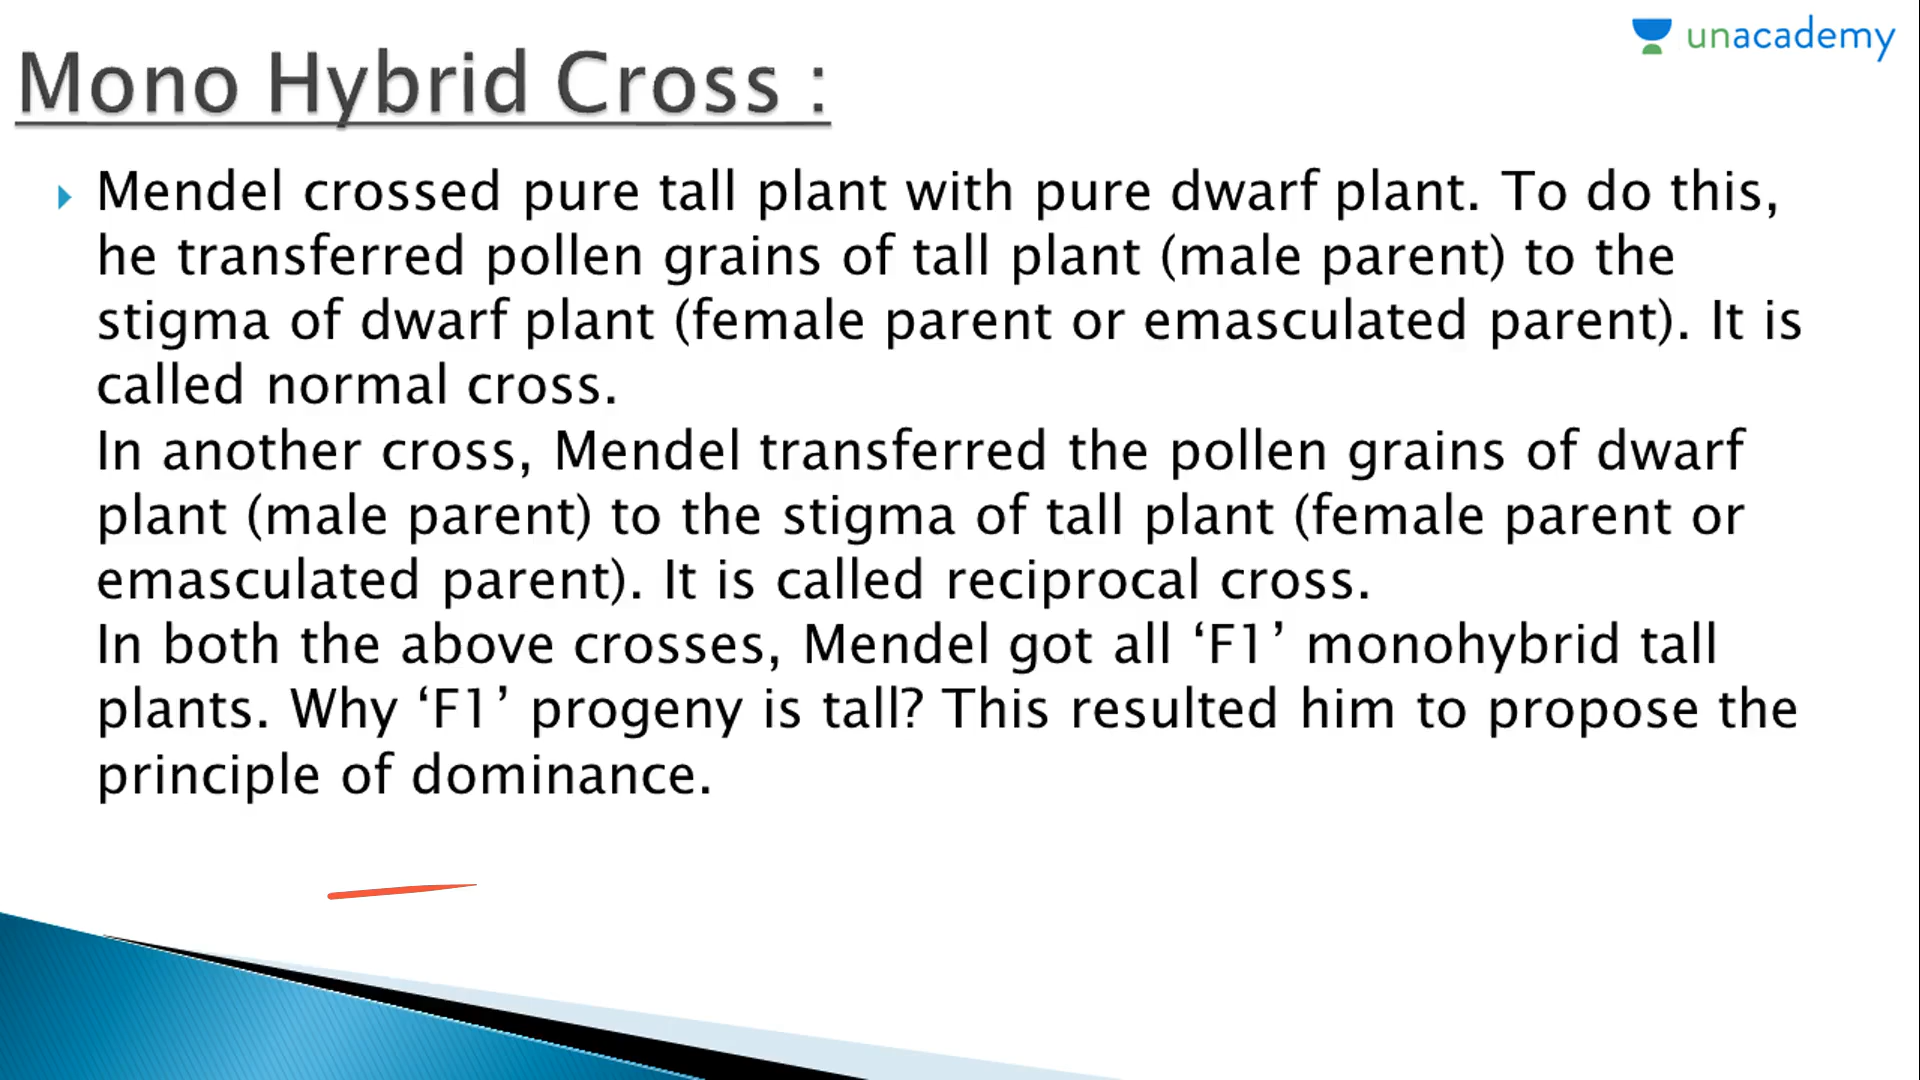 unacademy
Mono Hybrid Cross :
Mendel crossed pure tall plant with pure dwarf plant. To do this,
he transferred pollen grains of tall plant (male parent) to the
stigma of dwarf plant (female parent or emasculated parent). It is
called normal cross.
In another cross, Mendel transferred the pollen grains of dwarf
plant (male parent) to the stigma of tall plant (female parent or
emasculated parent). It is called reciprocal cross.
In both the above crosses, Mendel got all ‘F1’ monohybrid tall
plants. Why ‘F1’ progeny is tall? This resulted him to propose the
principle of dominance.